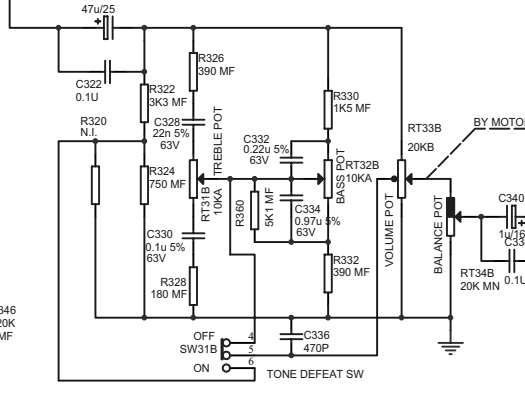 47u/25
C322
0.1U
R322
3K3 MF
R326
390 MF
R320
N.I.
C328
22n 5%
63V
TREBLE POT
C332
0.22u 5%
63V
R330
1K5 MF
RT33B
20KB
BY MOTOR
R324
750 MF
RT31B
10KA
R360
5K1 MF
C334
0.97u 5%
63V
BASS POT
RT32B
10KA
VOLUME POT
BALANCE POT
C340
1u/16
0.1U
C330
0.1u 5%
63V
R328
180 MF
R332
390 MF
RT34B
20K MN
346
20K
MF
OFF
SW31B
ON
4
5
6
C336
470P
TONE DEFEAT SW